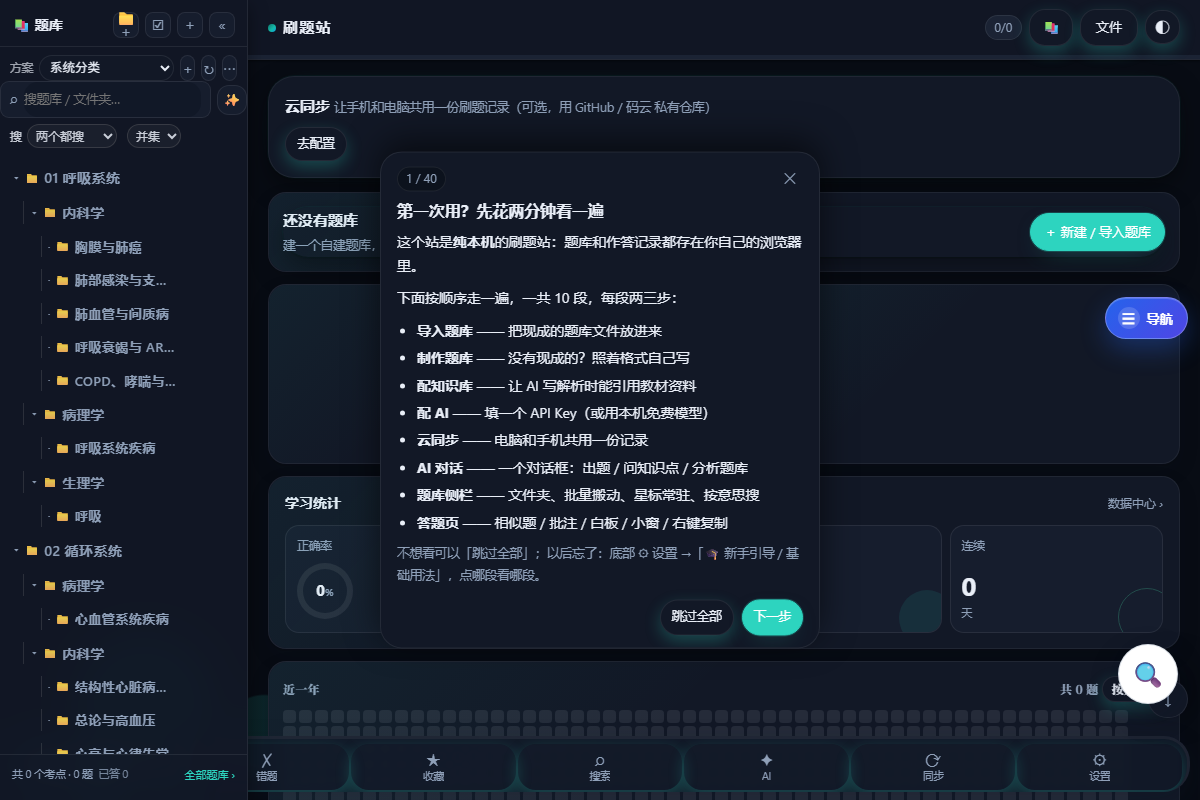 题库
«
方案 系统分类
搜题库 / 文件夹...
搜 两个都搜 并集
01 呼吸系统
内科学
胸膜与肺癌
肺部感染与支...
肺血管与间质病
呼吸衰竭与 AR...
COPD、哮喘与...
病理学
呼吸系统疾病
生理学
呼吸
02 循环系统
病理学
心血管系统疾病
内科学
结构性心脏病...
总论与高血压
共 0 个考点 · 0 题 已答 0
全部题库 ›
刷题站
0/0
文件
云同步 让手机和电脑共用一份刷题记录（可选，用 GitHub / 码云 私有仓库）
去配置
还没有题库
建一个自建题库，
+ 新建 / 导入题库
导航
1 / 40
第一次用？先花两分钟看一遍
这个站是纯本机的刷题站：题库和作答记录都存在你自己的浏览器
里。
下面按顺序走一遍，一共 10 段，每段两三步：
• 导入题库 —— 把现成的题库文件放进来
• 制作题库 —— 没有现成的？照着格式自己写
• 配知识库 —— 让 AI 写解析时能引用教材资料
• 配 AI —— 填一个 API Key（或用本机免费模型）
• 云同步 —— 电脑和手机共用一份记录
• AI 对话 —— 一个对话框：出题 / 问知识点 / 分析题库
• 题库侧栏 —— 文件夹、批量搬动、星标常驻、按意思搜
• 答题页 —— 相似题 / 批注 / 白板 / 小窗 / 右键复制
不想看可以「跳过全部」；以后忘了：底部 ⚙ 设置 →「🎓 新手引导 / 基
础用法」，点哪段看哪段。
跳过全部
下一步
学习统计
数据中心 ›
正确率
0%
连续
0
天
近一年
共 0 题
按
错题
收藏
搜索
AI
同步
设置